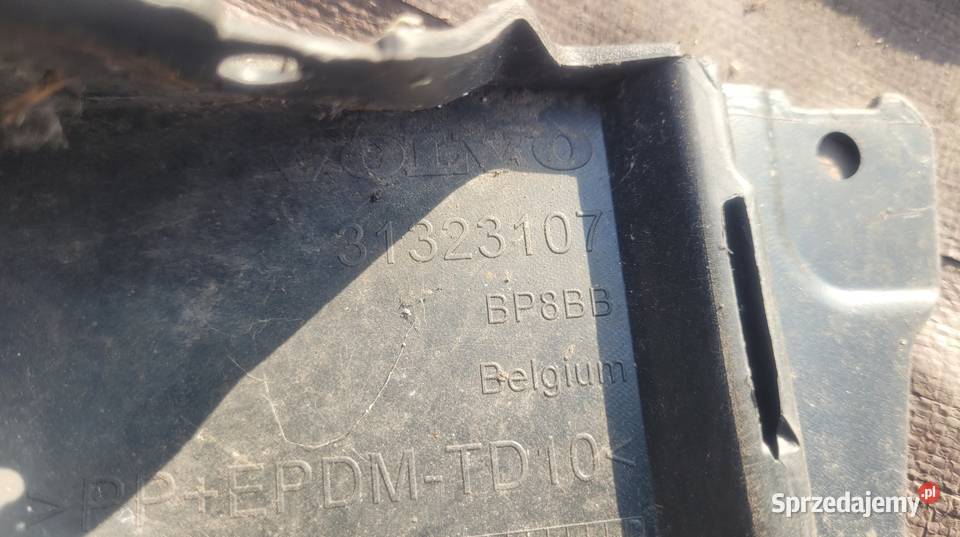 VOLVO
31323107
BP8BB
Belgium
>PP+EPDM-TD10<
Sprzedajemy.pl